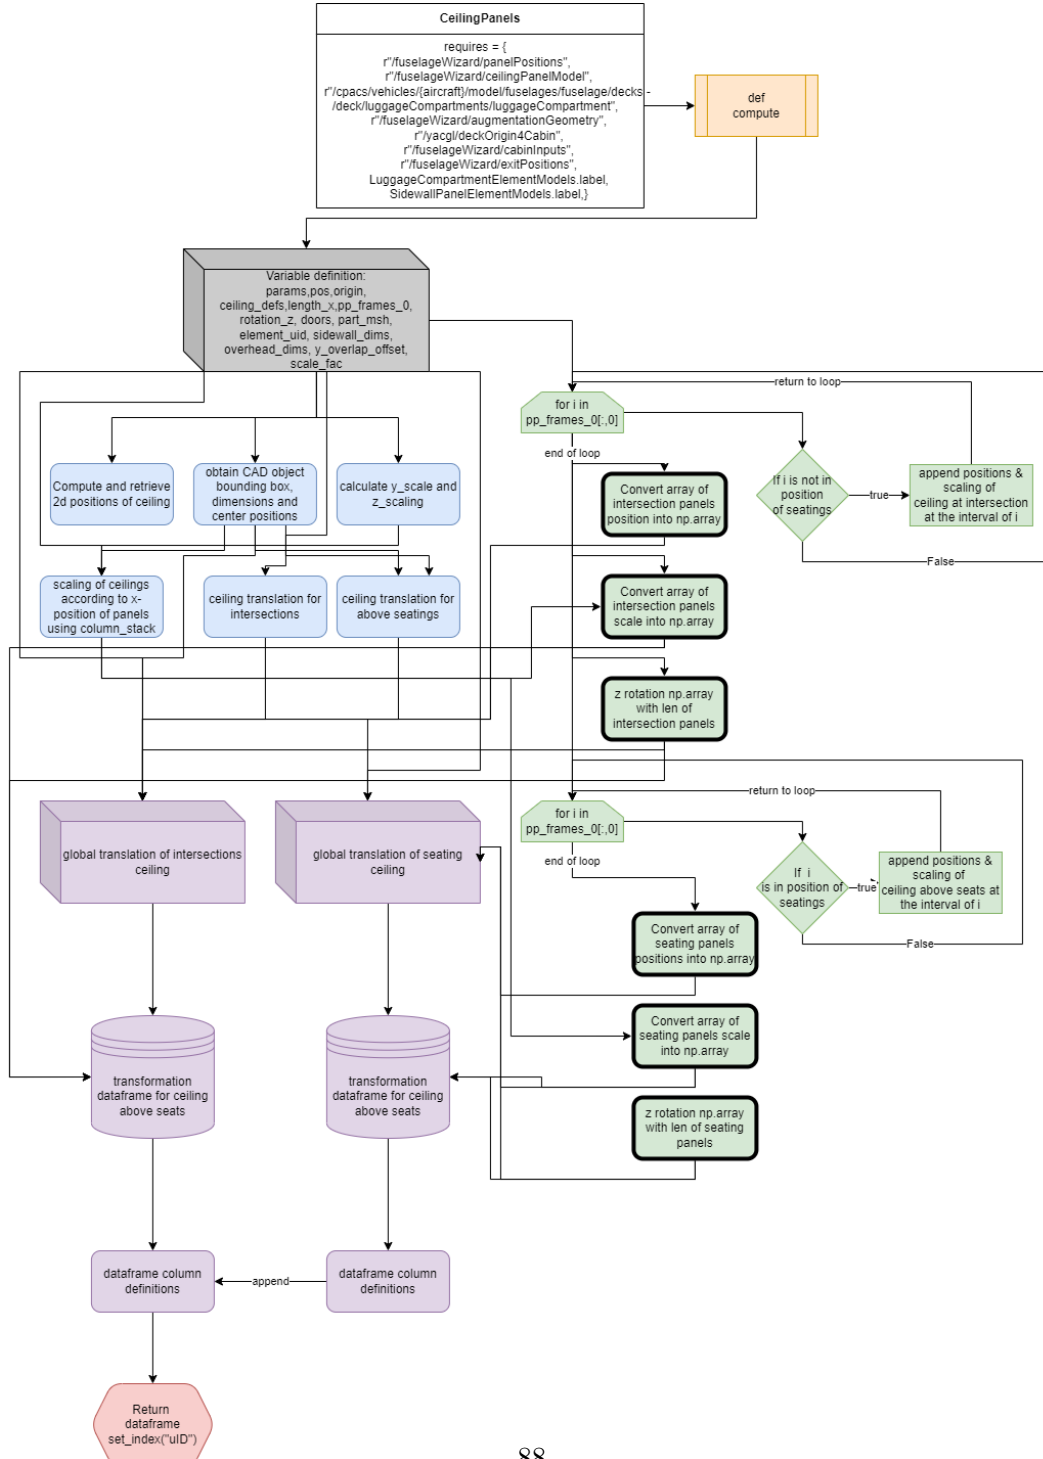 CeilingPanels
requires = {
r"/fuselageWizard/panelPositions",
r"/fuselageWizard/ceilingPanelModel",
r"/cpacs/vehicles/{aircraft}/model/fuselages/fuselage/decks -
/deck/luggageCompartments/luggageCompartment",
r"/fuselageWizard/augmentationGeometry",
r"/yacgl/deckOrigin4Cabin",
r"/fuselageWizard/cabinInputs",
r"/fuselageWizard/exitPositions",
LuggageCompartmentElementModels.label,
SidewallPanelElementModels.label,}
def
compute
Variable definition:
params,pos,origin,
ceiling_defs,length_x,pp_frames_0,
rotation_z, doors, part_msh,
element_uid, sidewall_dims,
overhead_dims, y_overlap_offset,
scale_fac
return to loop
for i in
pp_frames_0[:,0]
end of loop
If i is not in
position
of seatings
true
append positions &
scaling of
ceiling at intersection
at the interval of i
False
Compute and retrieve
2d positions of ceiling
obtain CAD object
bounding box,
dimensions and
center positions
calculate y_scale and
z_scaling
Convert array of
intersection panels
position into np.array
scaling of ceilings
according to x-
position of panels
using column_stack
ceiling translation for
intersections
ceiling translation for
above seatings
Convert array of
intersection panels
scale into np.array
z rotation np.array
with len of
intersection panels
return to loop
for i in
pp_frames_0[:,0]
end of loop
If i
is in position of
seatings
true
append positions &
scaling of
ceiling above seats at
the interval of i
False
global translation of intersections
ceiling
global translation of seating
ceiling
Convert array of
seating panels
positions into np.array
Convert array of
seating panels scale
into np.array
z rotation np.array
with len of seating
panels
transformation
dataframe for ceiling
above seats
transformation
dataframe for ceiling
above seats
dataframe column
definitions
append
dataframe column
definitions
Return
dataframe
set_index("uID")
88